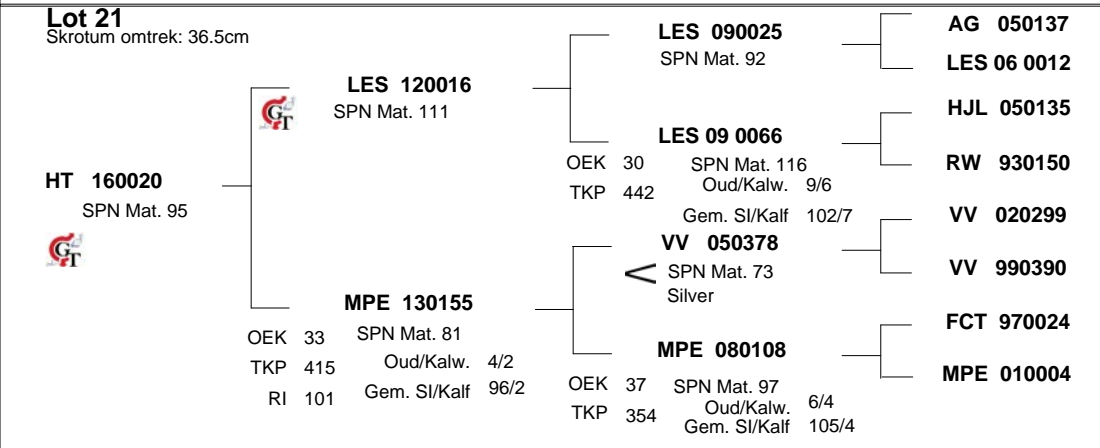 Lot 21
Skrotum omtrek: 36.5cm
HT 160020
SPN Mat. 95
GT
LES 120016
SPN Mat. 111
GT
MPE 130155
OEK 33 SPN Mat. 81
TKP 415 Oud/Kalw. 4/2
RI 101 Gem. SI/Kalf 96/2
LES 090025
SPN Mat. 92
LES 09 0066
OEK 30 SPN Mat. 116
TKP 442 Oud/Kalw. 9/6
Gem. SI/Kalf 102/7
VV 050378
SPN Mat. 73
Silver
MPE 080108
OEK 37 SPN Mat. 97
TKP 354 Oud/Kalw. 6/4
Gem. SI/Kalf 105/4
AG 050137
LES 06 0012
HJL 050135
RW 930150
VV 020299
VV 990390
FCT 970024
MPE 010004